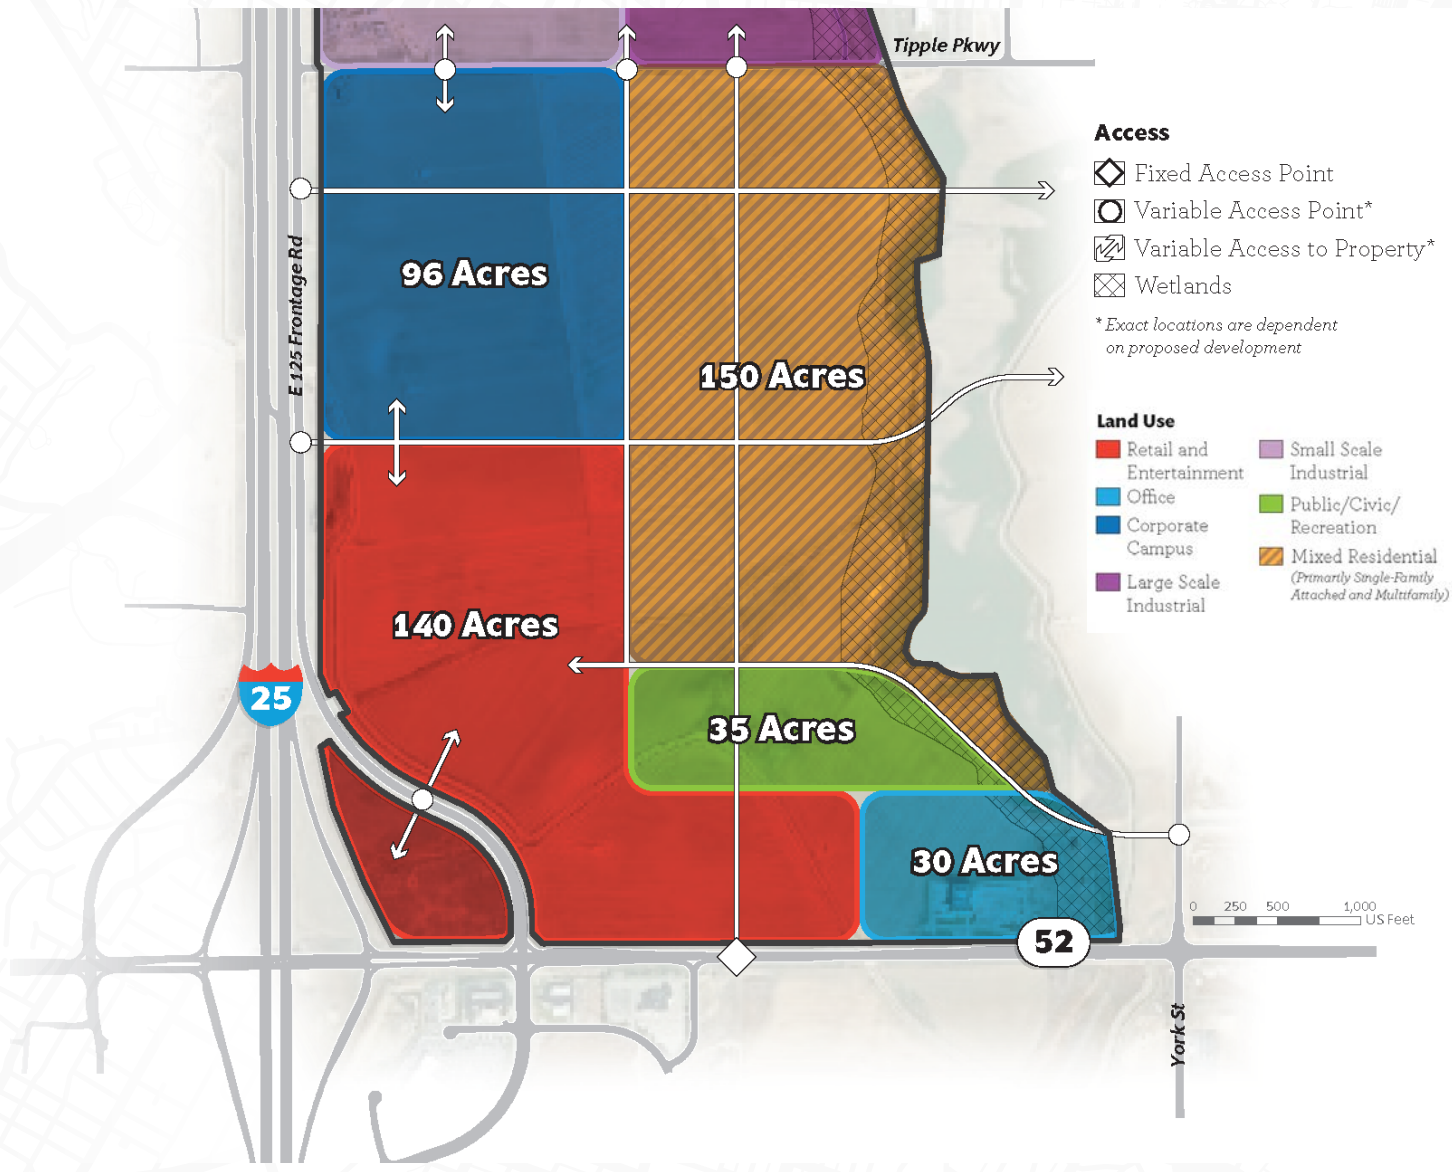 Tipple Pkwy
Access
Fixed Access Point
Variable Access Point*
Variable Access to Property*
Wetlands
* Exact locations are dependent
on proposed development
E 125 Frontage Rd
96 Acres
150 Acres
Land Use
Retail and
Entertainment
Office
Corporate
Campus
Large Scale
Industrial
Small Scale
Industrial
Public/Civic/
Recreation
Mixed Residential
(Primarily Single-Family
Attached and Multifamily)
140 Acres
25
35 Acres
30 Acres
0 250 500 1,000
US Feet
52
York St